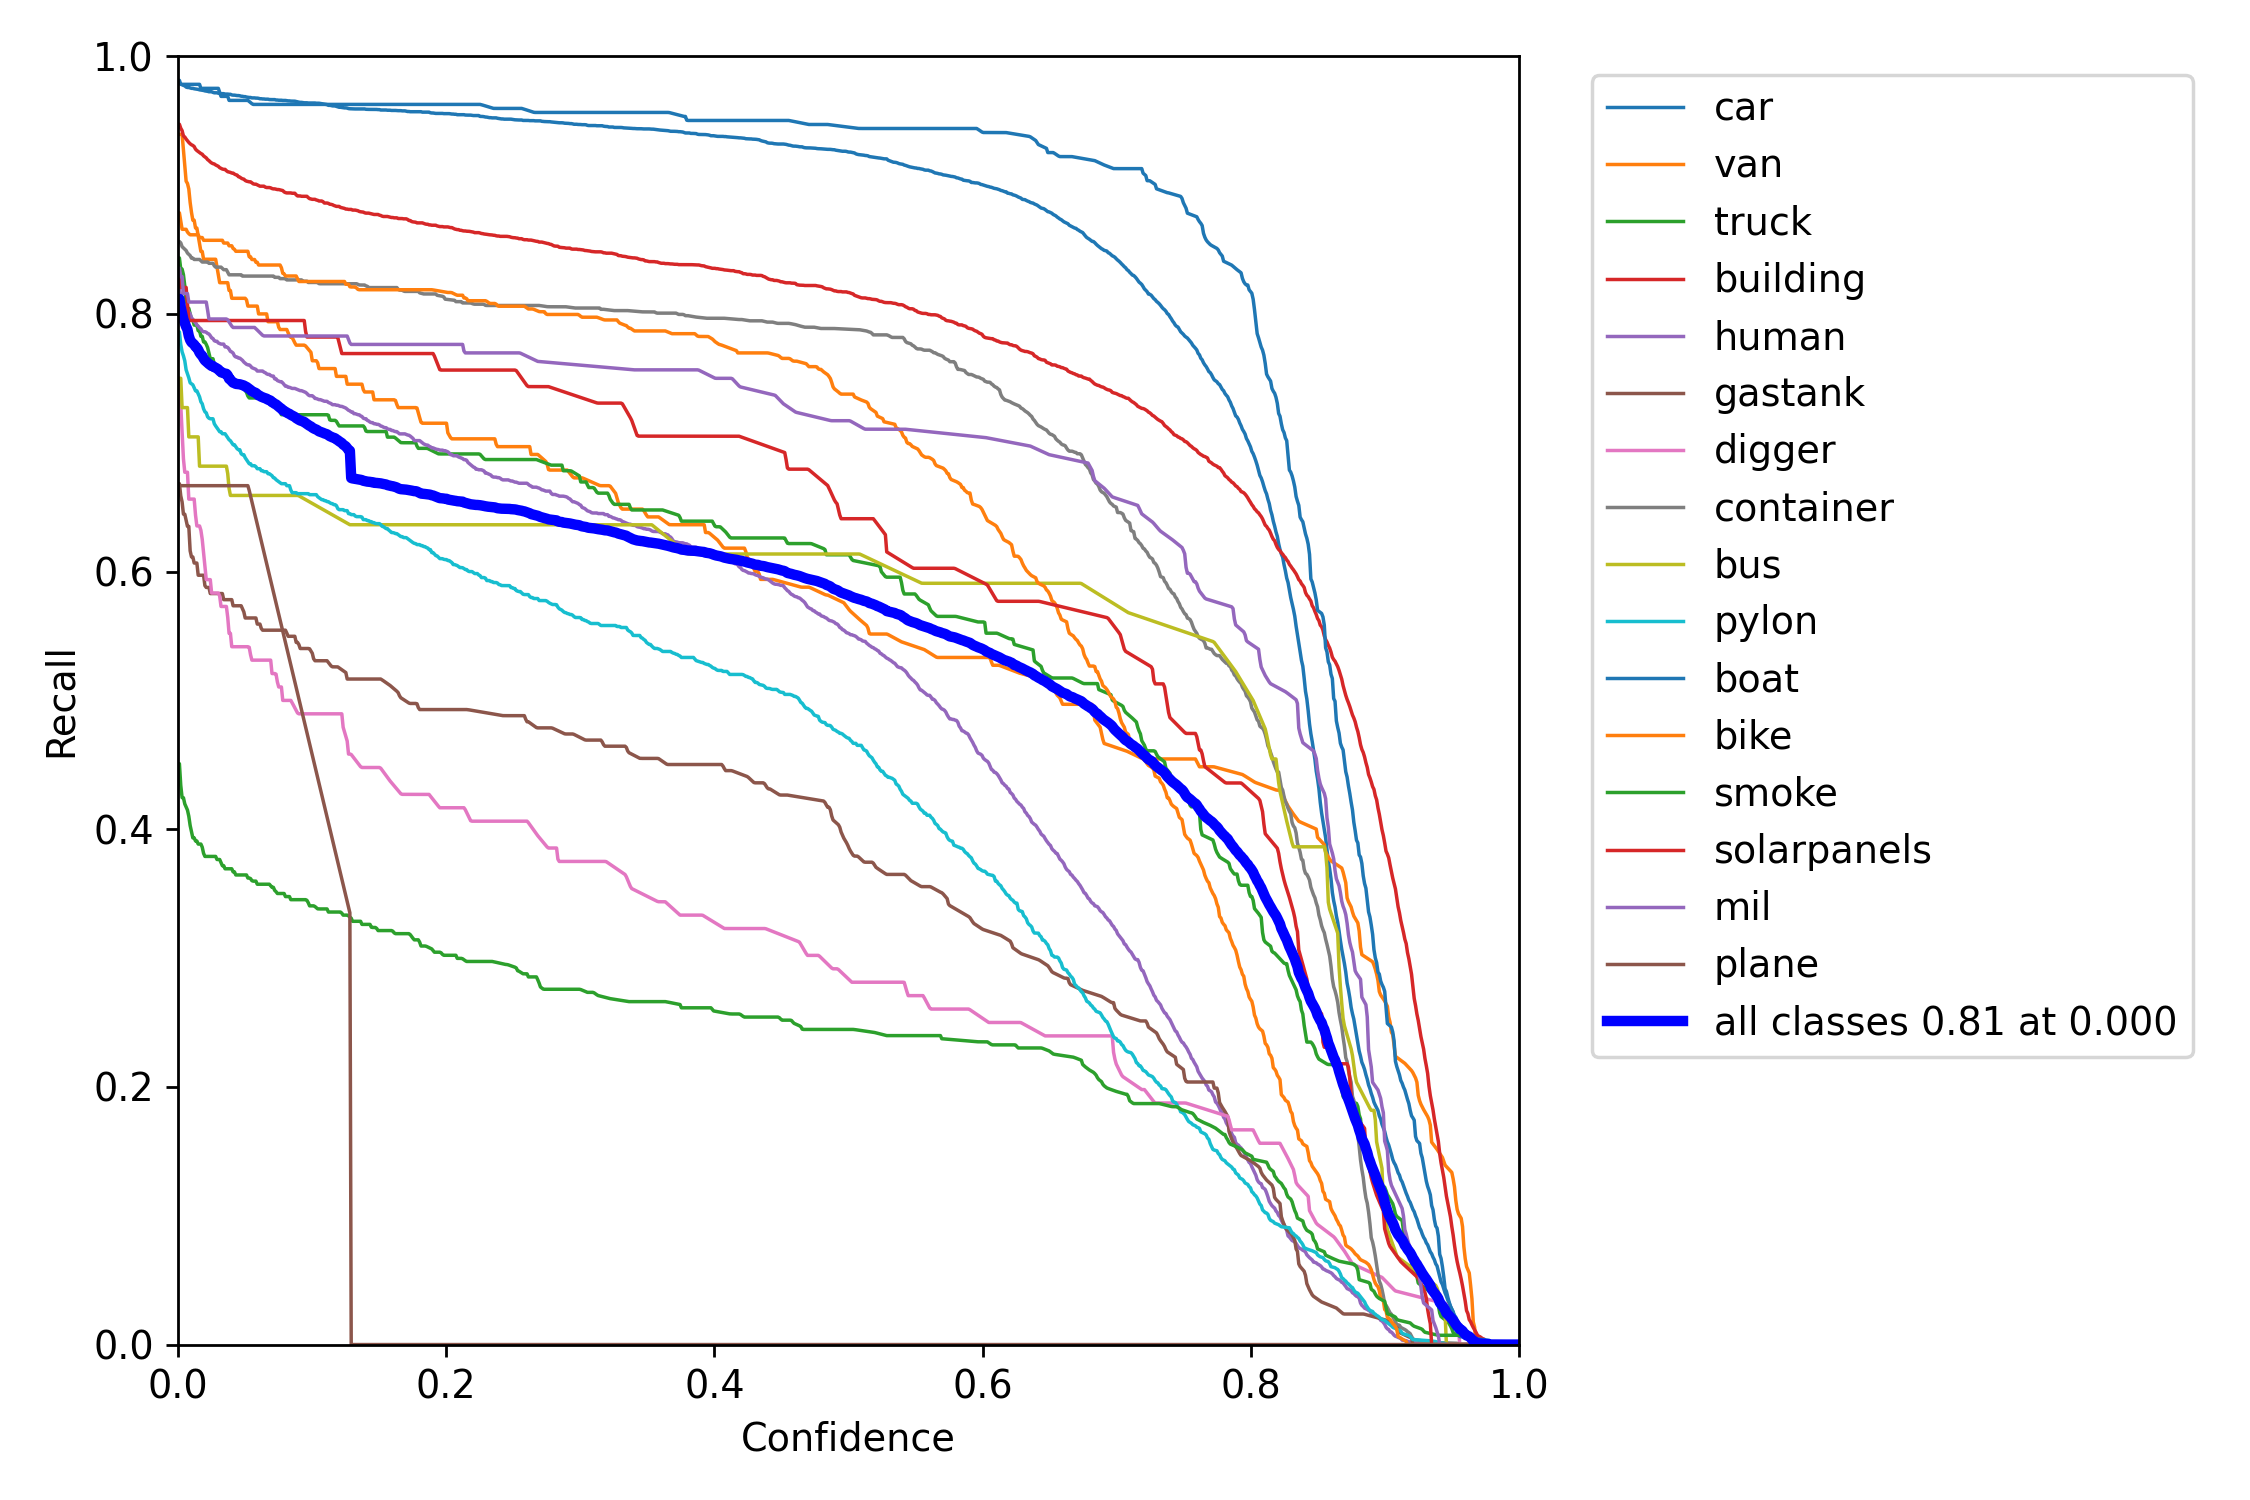 1.0
0.8
0.6
0.4
0.2
0.0
Recall
0.0 0.2 0.4 0.6 0.8 1.0
Confidence
car
van
truck
building
human
gastank
digger
container
bus
pylon
boat
bike
smoke
solarpanels
mil
plane
all classes 0.81 at 0.000